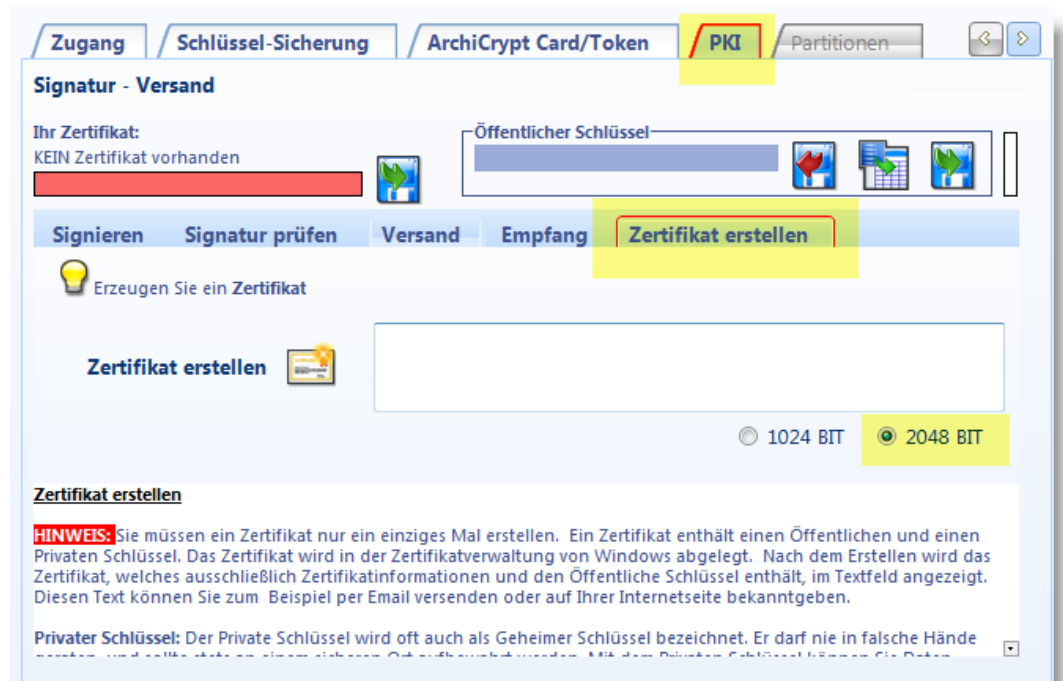 Zugang
Schlüssel-Sicherung
ArchiCrypt Card/Token
PKI
Partitionen
Signatur - Versand
Ihr Zertifikat:
KEIN Zertifikat vorhanden
Öffentlicher Schlüssel
Signieren
Signatur prüfen
Versand
Empfang
Zertifikat erstellen
Erzeugen Sie ein Zertifikat
Zertifikat erstellen
1024 BIT
2048 BIT
Zertifikat erstellen
HINWEIS: Sie müssen ein Zertifikat nur ein einziges Mal erstellen. Ein Zertifikat enthält einen Öffentlichen und einen
Privaten Schlüssel. Das Zertifikat wird in der Zertifikatverwaltung von Windows abgelegt. Nach dem Erstellen wird das
Zertifikat, welches ausschließlich Zertifikatinformationen und den Öffentliche Schlüssel enthält, im Textfeld angezeigt.
Diesen Text können Sie zum Beispiel per Email versenden oder auf Ihrer Internetseite bekanntgeben.
Privater Schlüssel: Der Private Schlüssel wird oft auch als Geheimer Schlüssel bezeichnet. Er darf nie in falsche Hände